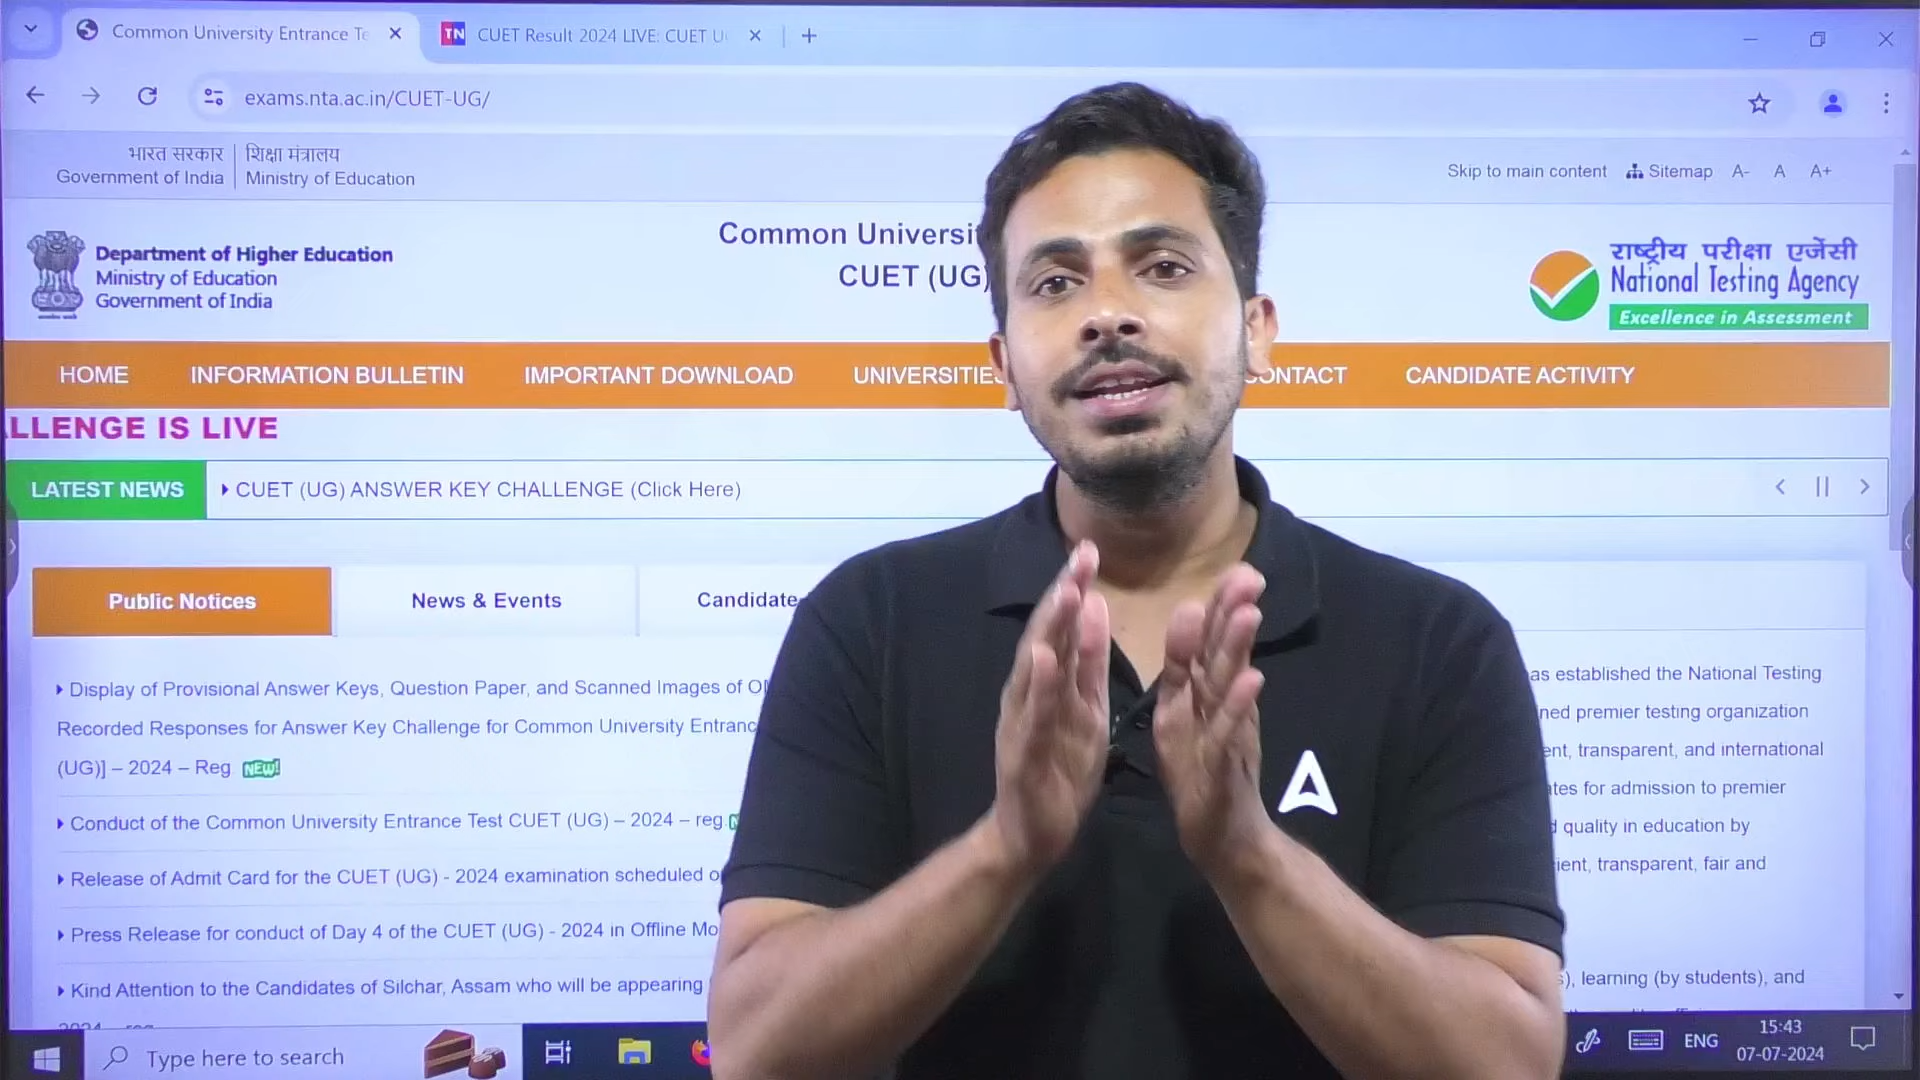 Common University Entrance Te
CUET Result 2024 LIVE: CUET U
exams.nta.ac.in/CUET-UG/
भारत सरकार
शिक्षा मंत्रालय
Government of India
Ministry of Education
Skip to main content
Sitemap
A-
A
A+
Department of Higher Education
Ministry of Education
Government of India
Common Universit
CUET (UG)
राष्ट्रीय परीक्षा एजेंसी
National Testing Agency
Excellence in Assessment
HOME
INFORMATION BULLETIN
IMPORTANT DOWNLOAD
UNIVERSITIES
CONTACT
CANDIDATE ACTIVITY
LLENGE IS LIVE
LATEST NEWS
CUET (UG) ANSWER KEY CHALLENGE (Click Here)
Public Notices
News & Events
Candidate
Display of Provisional Answer Keys, Question Paper, and Scanned Images of O
Recorded Responses for Answer Key Challenge for Common University Entranc
(UG)] – 2024 – Reg NEW!
Conduct of the Common University Entrance Test CUET (UG) – 2024 – reg.
Release of Admit Card for the CUET (UG) - 2024 examination scheduled o
Press Release for conduct of Day 4 of the CUET (UG) - 2024 in Offline Mo
Kind Attention to the Candidates of Silchar, Assam who will be appearing
as established the National Testing
ned premier testing organization
ent, transparent, and international
tes for admission to premier
d quality in education by
ient, transparent, fair and
s), learning (by students), and
Type here to search
ENG
15:43
07-07-2024